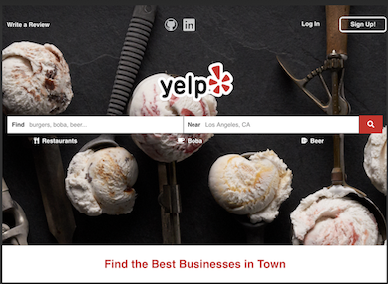 Write a Review
in
Log In
Sign Up!
yelp
Find burgers, boba, beer...
Near Los Angeles, CA
Restaurants
Boba
Beer
Find the Best Businesses in Town